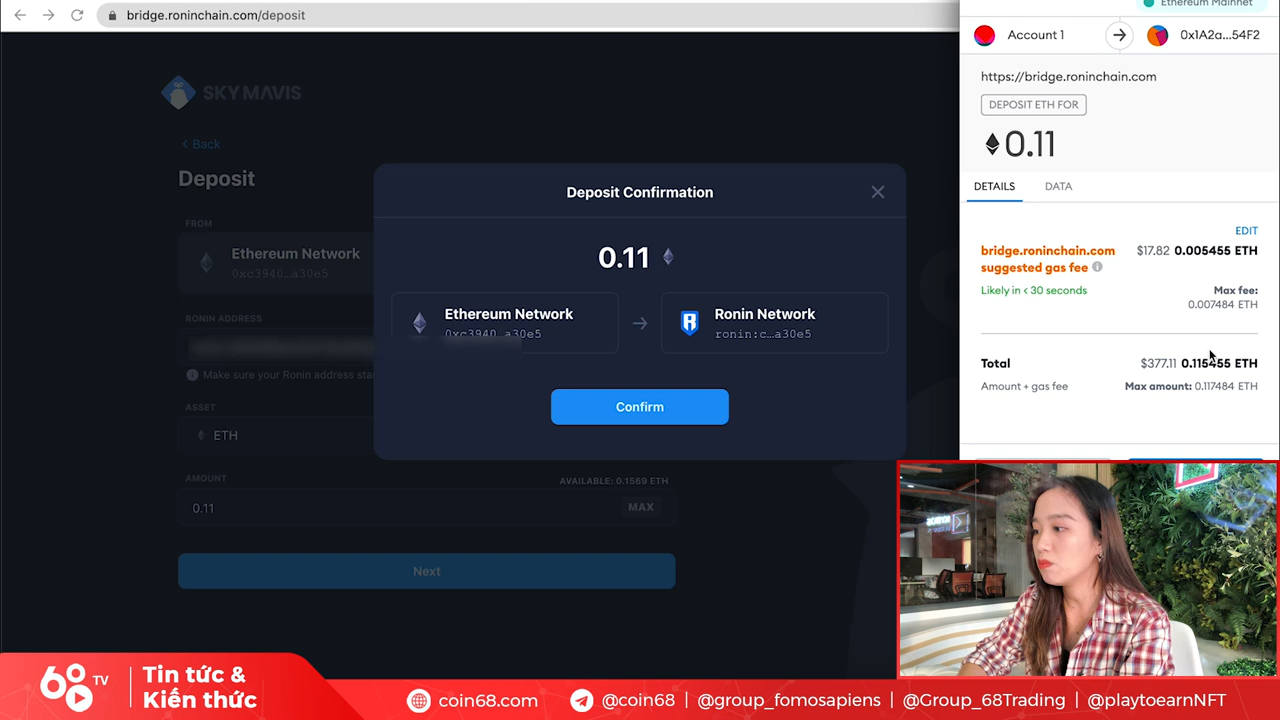 bridge.roninchain.com/deposit
SKY MAVIS
Back
Deposit
FROM
Ethereum Network
0xc3940…a30e5
RONIN ADDRESS
Make sure your Ronin address sta
ASSET
ETH
AMOUNT
AVAILABLE: 0.1569 ETH
0.11
MAX
Next
Deposit Confirmation
0.11
Ethereum Network
0xc3940…a30e5
Ronin Network
ronin:c…a30e5
Confirm
Ethereum Mainnet
Account 1
0x1A2a...54F2
https://bridge.roninchain.com
DEPOSIT ETH FOR
0.11
DETAILS
DATA
EDIT
bridge.roninchain.com $17.82 0.005455 ETH
suggested gas fee
Likely in < 30 seconds
Max fee:
0.007484 ETH
Total $377.11 0.115455 ETH
Amount + gas fee Max amount: 0.117484 ETH
68 TV
Tin tức &
Kiến thức
coin68.com
@coin68 | @group_fomosapiens | @Group_68Trading | @playtoearnNFT